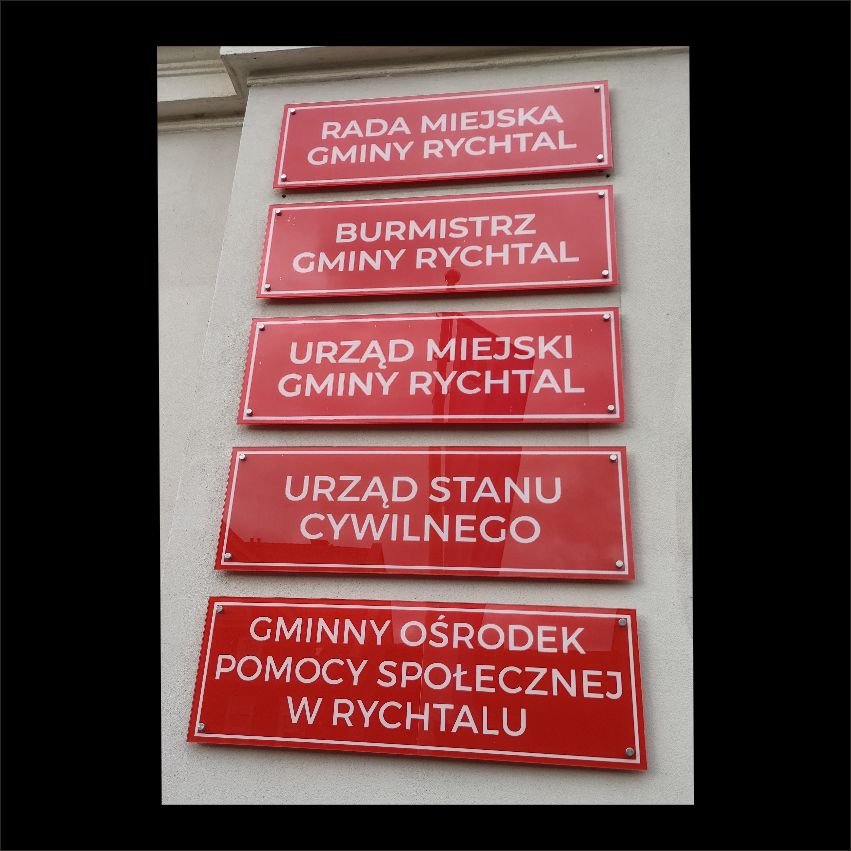 RADA MIEJSKA
GMINY RYCHTAL
BURMISTRZ
GMINY RYCHTAL
URZĄD MIEJSKI
GMINY RYCHTAL
URZĄD STANU
CYWILNEGO
GMINNY OŚRODEK
POMOCY SPOŁECZNEJ
W RYCHTALU